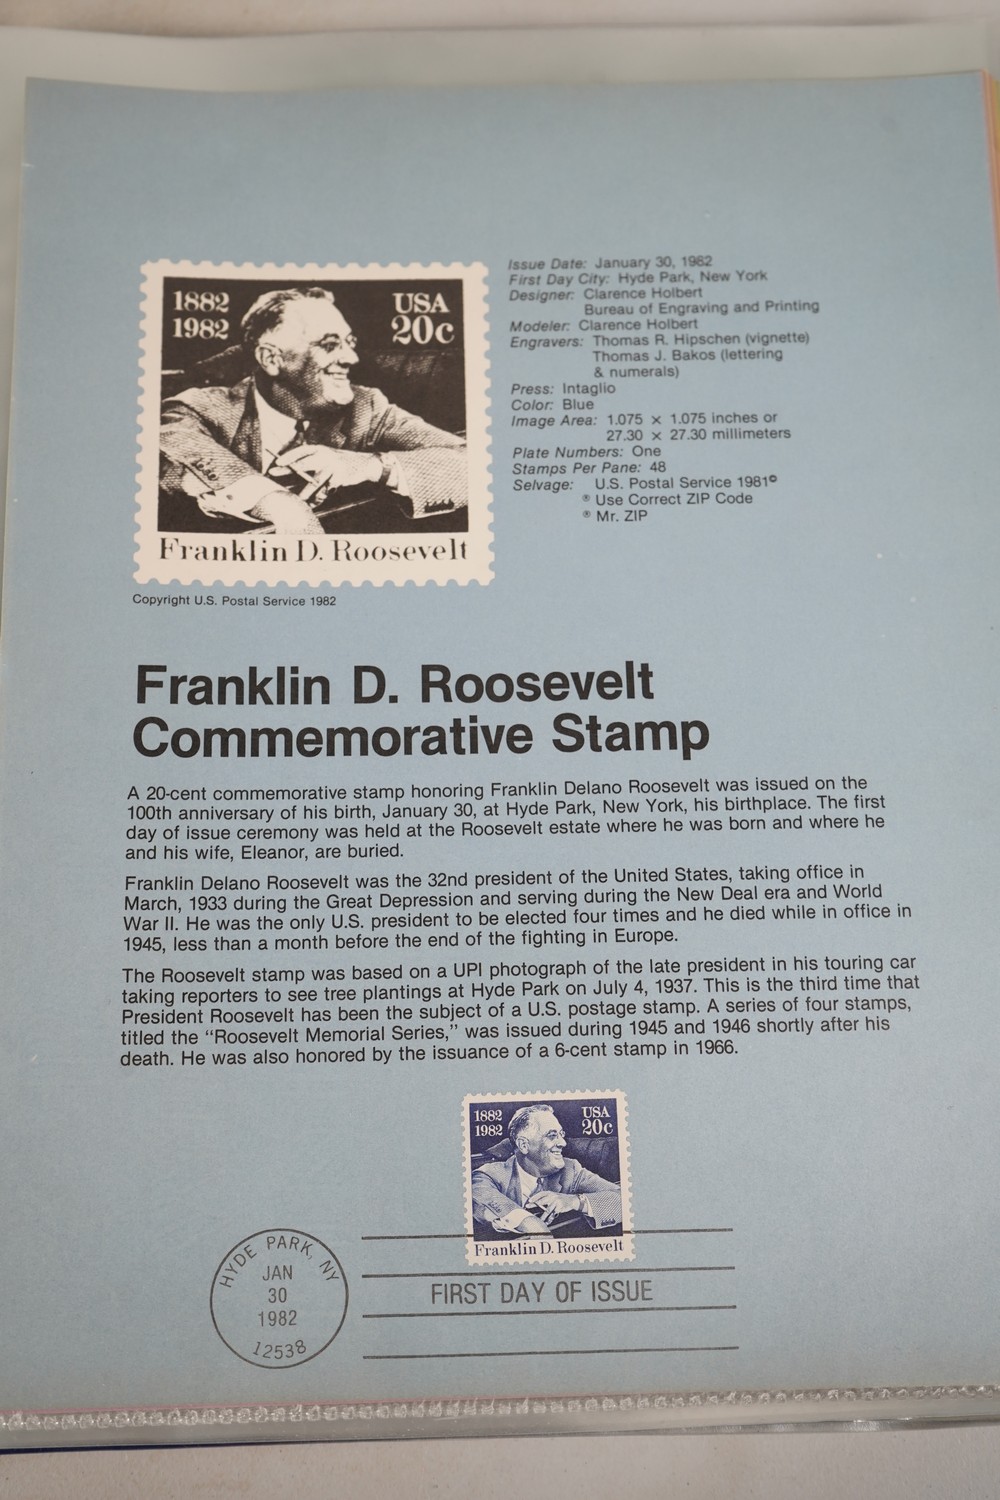 1882
1982
USA
20c
Franklin D. Roosevelt
Copyright U.S. Postal Service 1982
Issue Date: January 30, 1982
First Day City: Hyde Park, New York
Designer: Clarence Holbert
Bureau of Engraving and Printing
Modeler: Clarence Holbert
Engravers: Thomas R. Hipschen (vignette)
Thomas J. Bakos (lettering
& numerals)
Press: Intaglio
Color: Blue
Image Area: 1.075 × 1.075 inches or
27.30 × 27.30 millimeters
Plate Numbers: One
Stamps Per Pane: 48
Selvage: U.S. Postal Service 1981©
® Use Correct ZIP Code
® Mr. ZIP
Franklin D. Roosevelt
Commemorative Stamp
A 20-cent commemorative stamp honoring Franklin Delano Roosevelt was issued on the
100th anniversary of his birth, January 30, at Hyde Park, New York, his birthplace. The first
day of issue ceremony was held at the Roosevelt estate where he was born and where he
and his wife, Eleanor, are buried.
Franklin Delano Roosevelt was the 32nd president of the United States, taking office in
March, 1933 during the Great Depression and serving during the New Deal era and World
War II. He was the only U.S. president to be elected four times and he died while in office in
1945, less than a month before the end of the fighting in Europe.
The Roosevelt stamp was based on a UPI photograph of the late president in his touring car
taking reporters to see tree plantings at Hyde Park on July 4, 1937. This is the third time that
President Roosevelt has been the subject of a U.S. postage stamp. A series of four stamps,
titled the “Roosevelt Memorial Series,” was issued during 1945 and 1946 shortly after his
death. He was also honored by the issuance of a 6-cent stamp in 1966.
1882
1982
USA
20c
Franklin D. Roosevelt
HYDE PARK, NY
JAN
30
1982
12538
FIRST DAY OF ISSUE